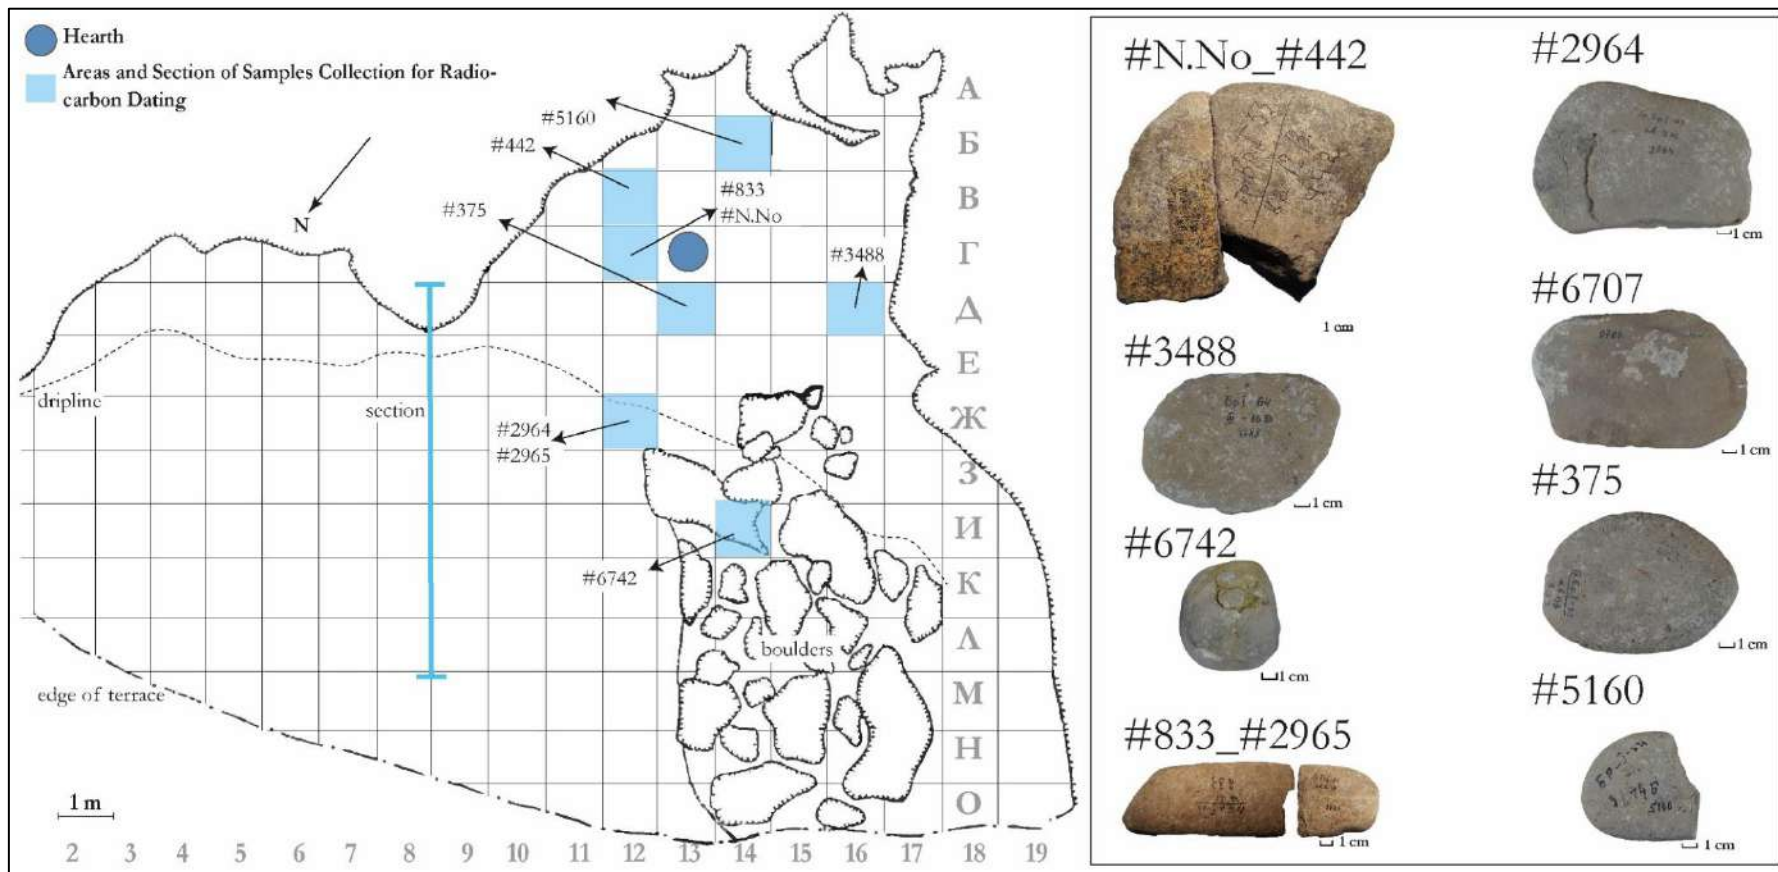 Hearth
Areas and Section of Samples Collection for Radio-
carbon Dating
N
#5160
#442
#375
#833
#N.No
#3488
dripline
section
#2964
#2965
#6742
boulders
edge of terrace
1 m
А
Б
В
Г
Д
Е
Ж
З
И
К
Л
М
Н
О
2 3 4 5 6 7 8 9 10 11 12 13 14 15 16 17 18 19
#N.No_#442
1 cm
#3488
1 cm
#6742
1 cm
#833_#2965
1 cm
#2964
1 cm
#6707
1 cm
#375
1 cm
#5160
5160
1 cm